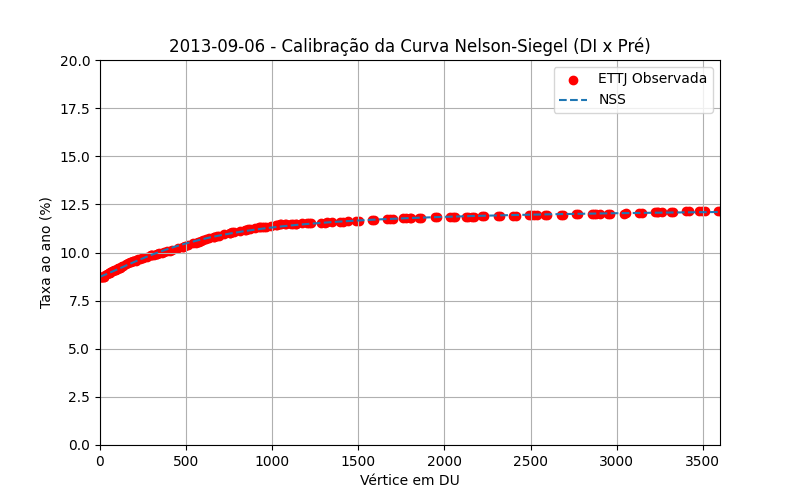 2013-09-06 - Calibração da Curva Nelson-Siegel (DI x Pré)
ETTJ Observada
NSS
Taxa ao ano (%)
20.0
17.5
15.0
12.5
10.0
7.5
5.0
2.5
0.0
0 500 1000 1500 2000 2500 3000 3500
Vértice em DU